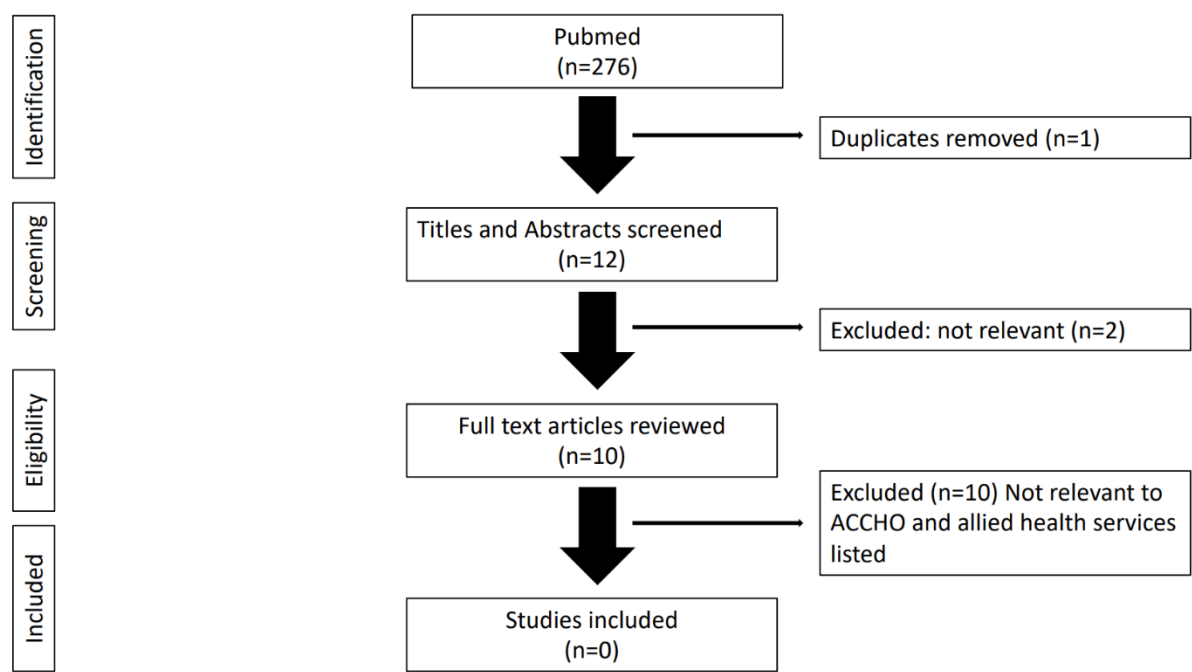 Identification
Pubmed
(n=276)
Duplicates removed (n=1)
Screening
Titles and Abstracts screened
(n=12)
Excluded: not relevant (n=2)
Eligibility
Full text articles reviewed
(n=10)
Excluded (n=10) Not relevant to
ACCHO and allied health services
listed
Included
Studies included
(n=0)